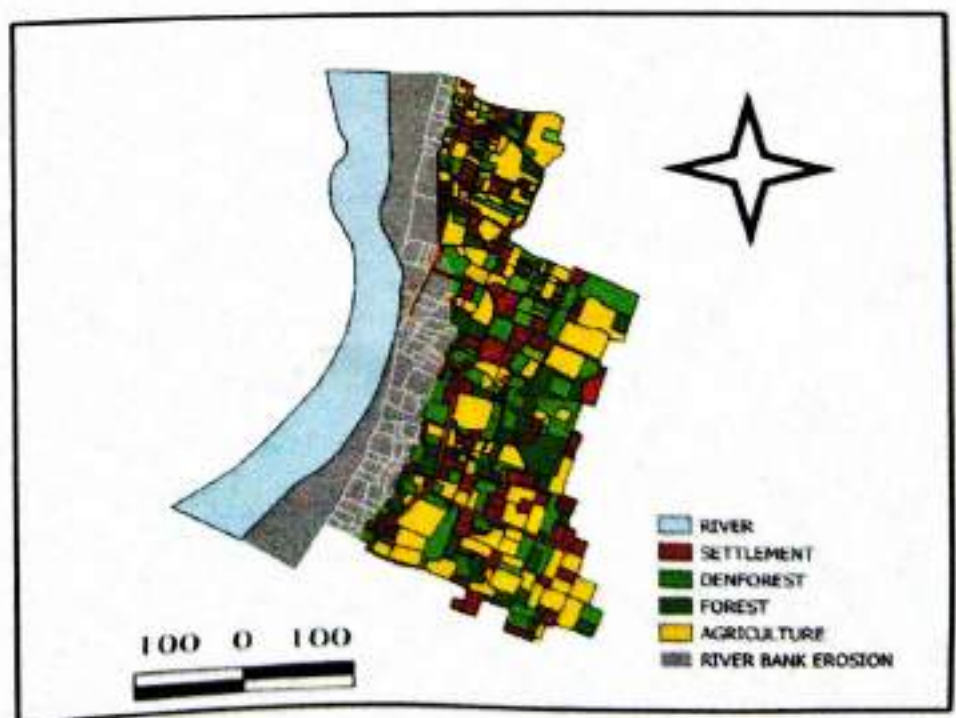 RIVER
SETTLEMENT
DENFOREST
FOREST
AGRICULTURE
RIVER BANK EROSION
100 0 100